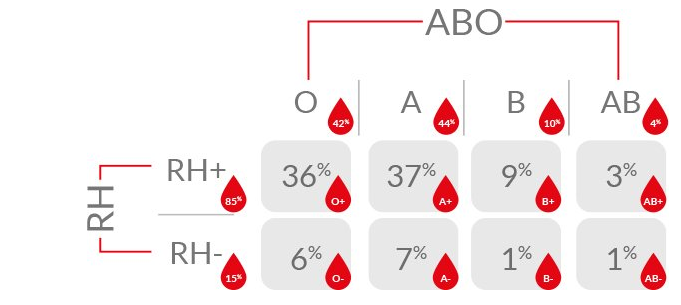 ABO
O 42% A 44% B 10% AB 4%
RH
RH+ 85% 36% O+ 37% A+ 9% B+ 3% AB+
RH- 15% 6% O- 7% A- 1% B- 1% AB-